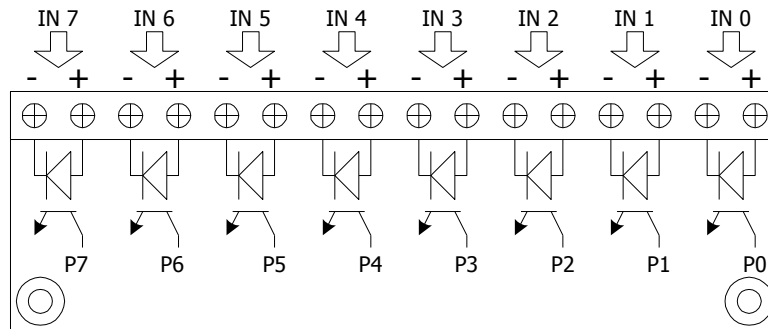 IN 7 IN 6 IN 5 IN 4 IN 3 IN 2 IN 1 IN 0
- + - + - + - + - + - + - + - +
P7 P6 P5 P4 P3 P2 P1 P0